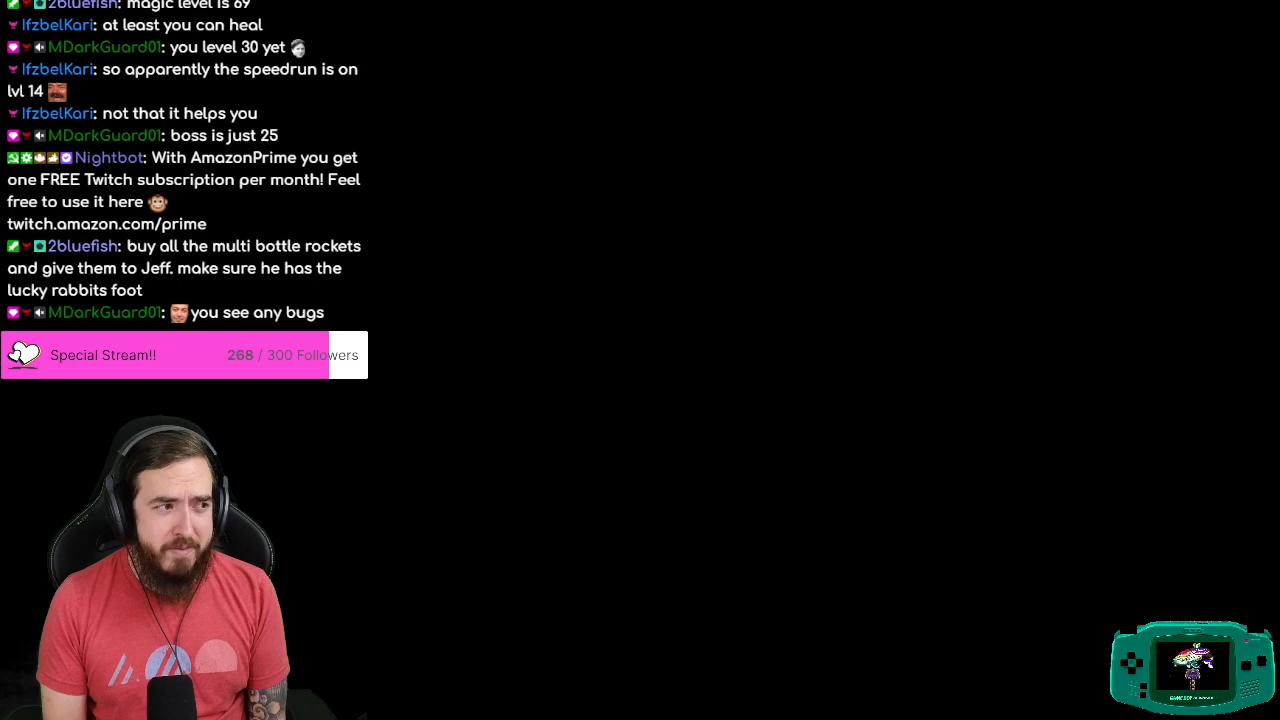 2bluefish: magic level is 69
IfzbelKari: at least you can heal
MDarkGuard01: you level 30 yet
IfzbelKari: so apparently the speedrun is on
lvl 14
IfzbelKari: not that it helps you
MDarkGuard01: boss is just 25
Nightbot: With AmazonPrime you get
one FREE Twitch subscription per month! Feel
free to use it here
twitch.amazon.com/prime
2bluefish: buy all the multi bottle rockets
and give them to Jeff. make sure he has the
lucky rabbits foot
MDarkGuard01: you see any bugs
Special Stream!! 268 / 300 Followers